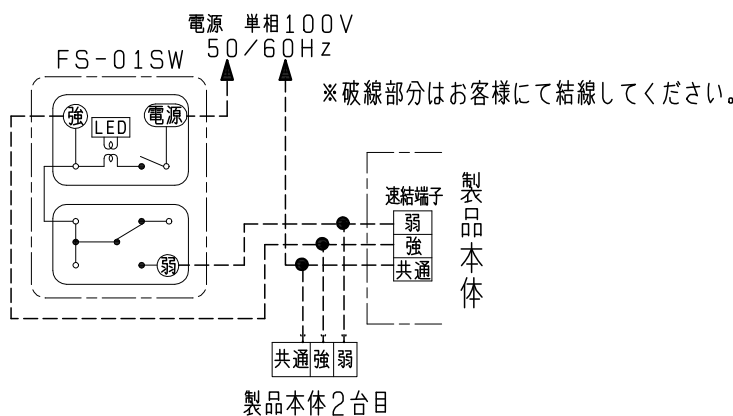 電源 単相100V
50/60Hz
FS-01SW
※破線部分はお客様にて結線してください。
強
LED
電源
弱
速結端子
弱
強
共通
製品本体
共通 強 弱
製品本体2台目